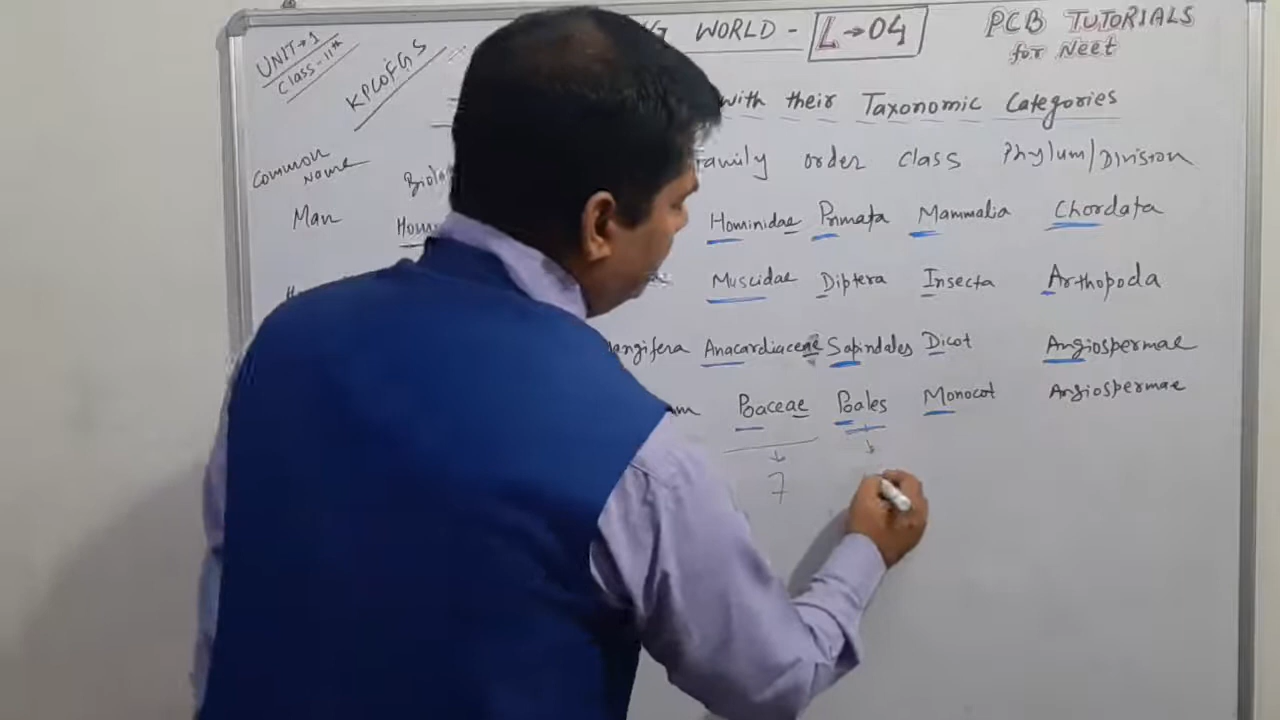 WORLD - L→04 PCB TUTORIALS
for Neet
UNIT→1
Class-11th
KPCOFGS
with their Taxonomic Categories
Common Name
Family order Class Phylum/Division
Man Hominidae Primata Mammalia Chordata
Muscidae Diptera Insecta Arthopoda
Anacardiaceae Sapindales Dicot Angiospermae
Poaceae Poales Monocot Angiospermae
7